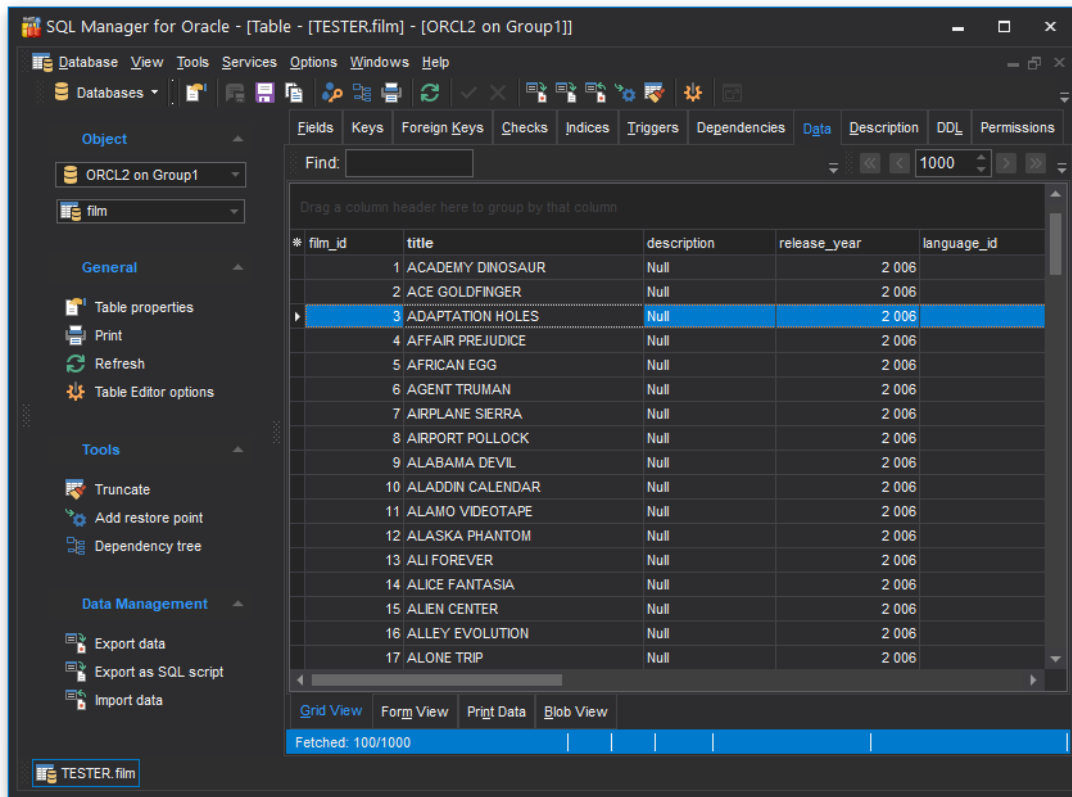 SQL Manager for Oracle - [Table - [TESTER.film] - [ORCL2 on Group1]]
Database View Tools Services Options Windows Help
Databases
Object
ORCL2 on Group1
film
General
Table properties
Print
Refresh
Table Editor options
Tools
Truncate
Add restore point
Dependency tree
Data Management
Export data
Export as SQL script
Import data
Fields Keys Foreign Keys Checks Indices Triggers Dependencies Data Description DDL Permissions
Find: 1000
Drag a column header here to group by that column
film_id title description release_year language_id
1 ACADEMY DINOSAUR Null 2 006
2 ACE GOLDFINGER Null 2 006
3 ADAPTATION HOLES Null 2 006
4 AFFAIR PREJUDICE Null 2 006
5 AFRICAN EGG Null 2 006
6 AGENT TRUMAN Null 2 006
7 AIRPLANE SIERRA Null 2 006
8 AIRPORT POLLOCK Null 2 006
9 ALABAMA DEVIL Null 2 006
10 ALADDIN CALENDAR Null 2 006
11 ALAMO VIDEOTAPE Null 2 006
12 ALASKA PHANTOM Null 2 006
13 ALI FOREVER Null 2 006
14 ALICE FANTASIA Null 2 006
15 ALIEN CENTER Null 2 006
16 ALLEY EVOLUTION Null 2 006
17 ALONE TRIP Null 2 006
Grid View Form View Print Data Blob View
Fetched: 100/1000
TESTER.film